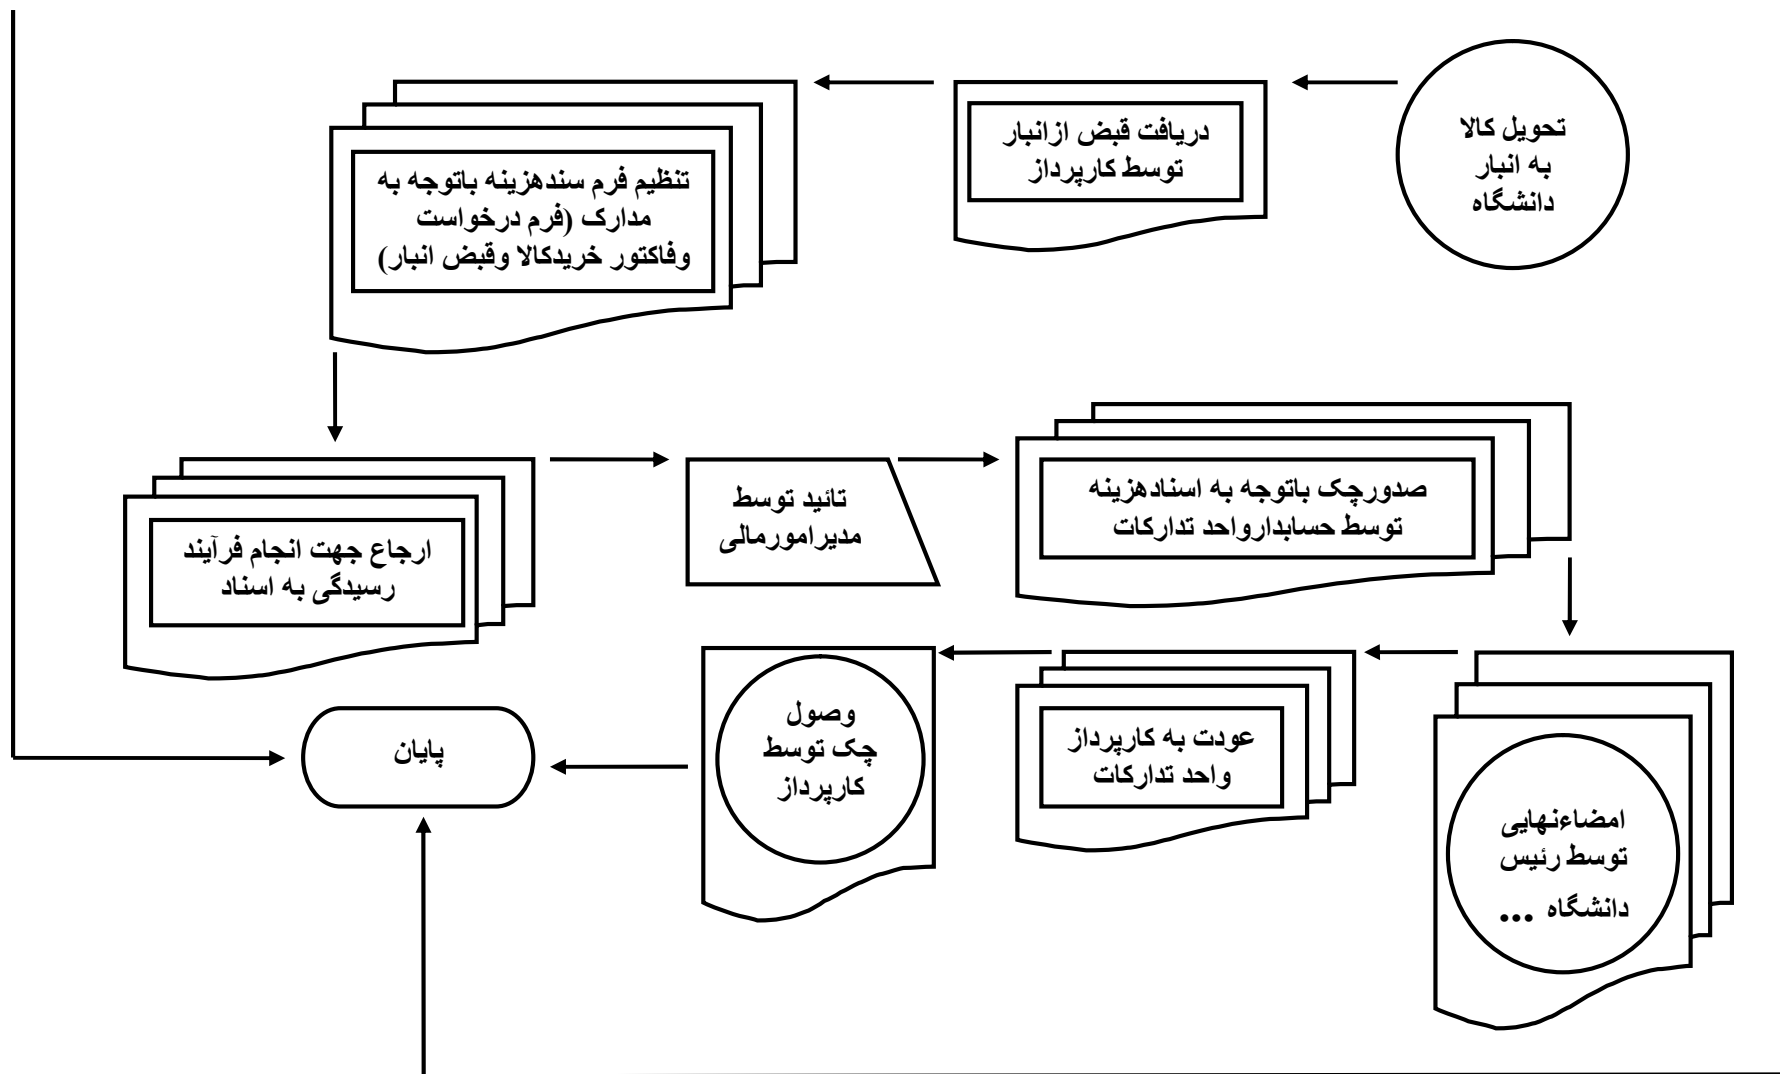 تحویل کالا
به انبار
دانشگاه
دریافت قبض ازانبار
توسط کارپرداز
تنظیم فرم سندهزینه باتوجه به
مدارک (فرم درخواست
وفاکتور خریدکالا وقبض انبار)
ارجاع جهت انجام فرآیند
رسیدگی به اسناد
تائید توسط
مدیرامورمالی
صدورچک باتوجه به اسنادهزینه
توسط حسابدارواحد تدارکات
امضاءنهایی
توسط رئیس
دانشگاه ...
عودت به کارپرداز
واحد تدارکات
وصول
چک توسط
کارپرداز
پایان